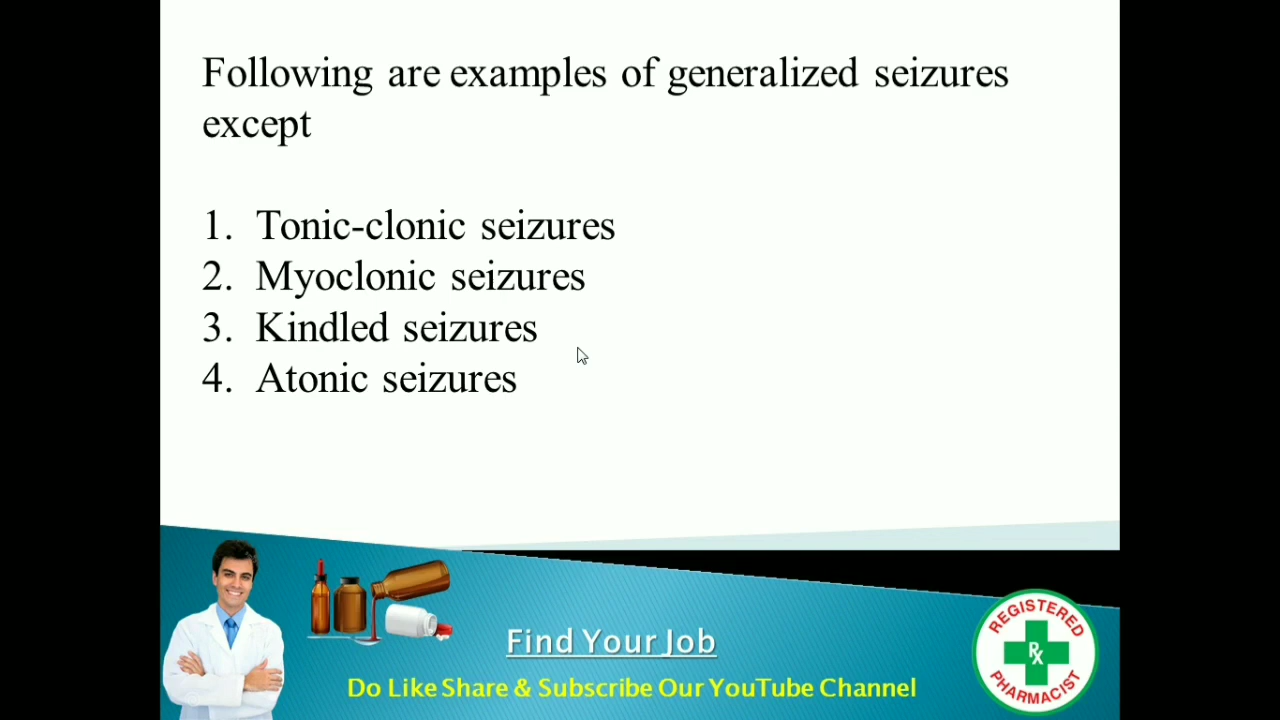 Following are examples of generalized seizures
except
1. Tonic-clonic seizures
2. Myoclonic seizures
3. Kindled seizures
4. Atonic seizures
Find Your Job
Do Like Share & Subscribe Our YouTube Channel
REGISTERED
Rx
PHARMACIST